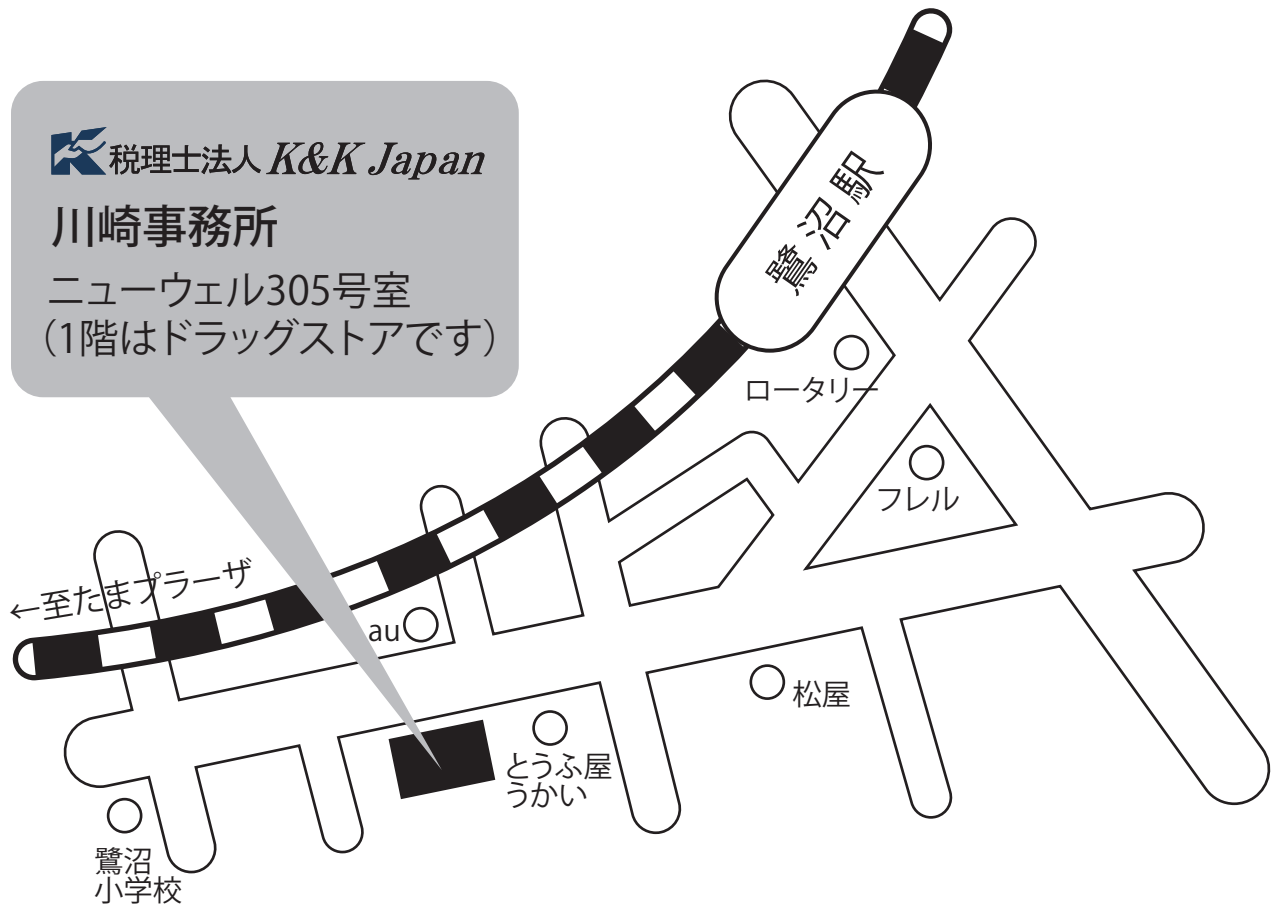 税理士法人 K&K Japan
川崎事務所
ニューウェル305号室
（1階はドラッグストアです）
鷺沼駅
ロータリー
フレル
←至たまプラーザ
au
松屋
とうふ屋
うかい
鷺沼
小学校